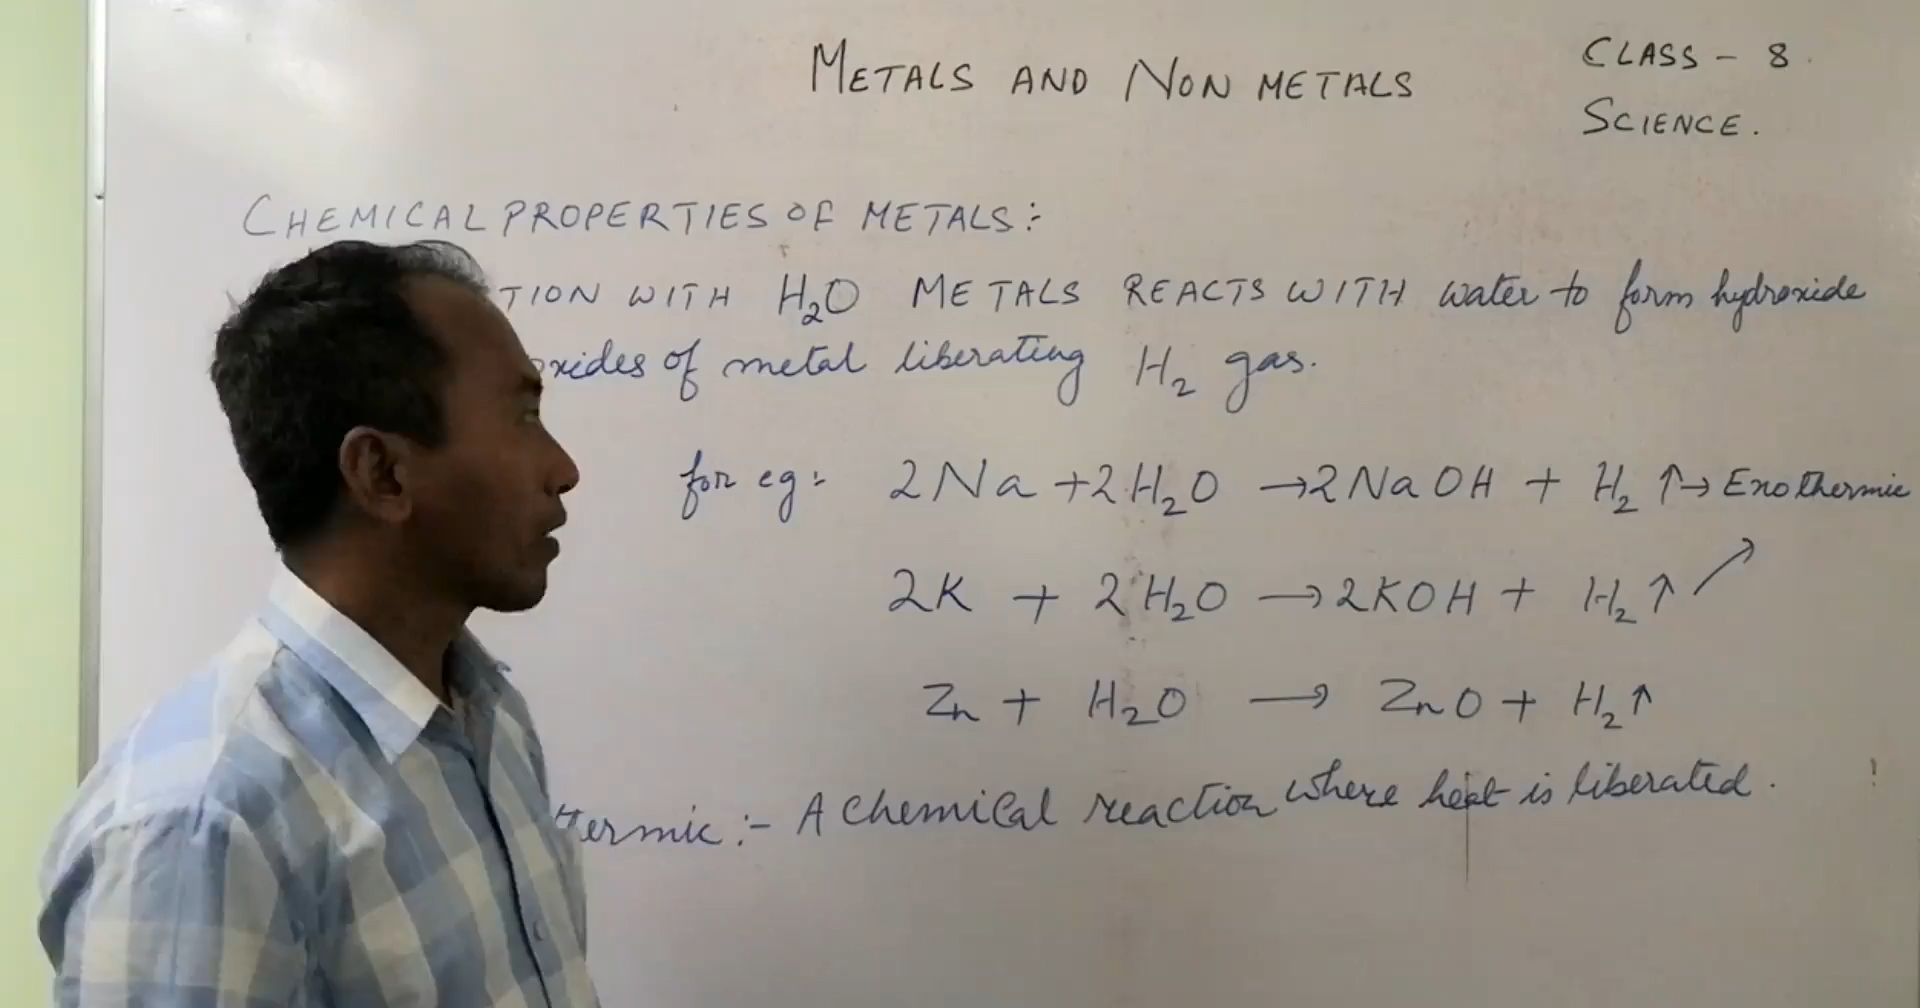 METALS AND NON METALS
CLASS - 8.
SCIENCE.
CHEMICAL PROPERTIES OF METALS :-
TION WITH H₂O METALS REACTS WITH water to form hydroxide
oxides of metal liberating H₂ gas.
for eg :- 2Na + 2H₂O → 2NaOH + H₂ ↑ → Exothermic
2K + 2H₂O → 2KOH + H₂ ↑ ↗
Zn + H₂O → ZnO + H₂ ↑
thermic :- A chemical reaction where heat is liberated.